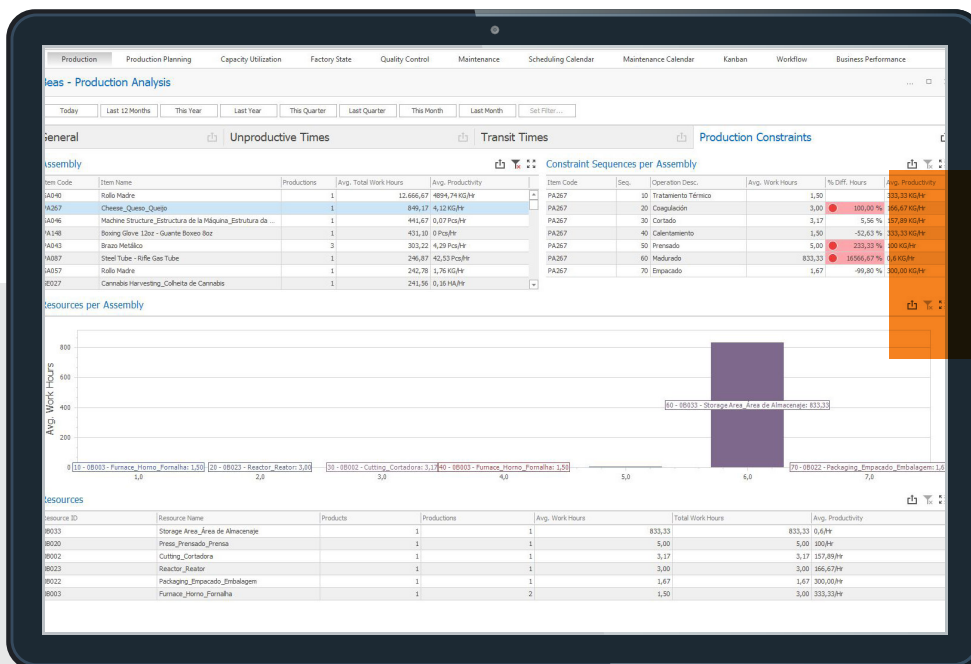 Production Production Planning Capacity Utilization Factory State Quality Control Maintenance Scheduling Calendar Maintenance Calendar Kanban Workflow Business Performance
Beas - Production Analysis ...
Today Last 12 Months This Year Last Year This Quarter Last Quarter This Month Last Month Set Filter...
General Unproductive Times Transit Times Production Constraints
Assembly
Item Code Item Name Productions Avg. Total Work Hours Avg. Productivity
SA040 Rollo Madre 1 12.666,67 4894,74 KG/Hr
PA267 Cheese_Queso_Queijo 1 849,17 4,12 KG/Hr
SA046 Machine Structure_Estructura de la Máquina_Estrutura da ... 1 441,67 0,07 Pcs/Hr
PA148 Boxing Glove 12oz - Guante Boxeo 8oz 1 431,10 0 Pcs/Hr
PA043 Brazo Metálico 3 303,22 4,29 Pcs/Hr
PA087 Steel Tube - Rifle Gas Tube 1 246,87 42,53 Pcs/Hr
SA057 Rollo Madre 1 242,78 1,76 KG/Hr
SE027 Cannabis Harvesting_Colheita de Cannabis 1 241,56 0,16 HA/Hr
Constraint Sequences per Assembly
Item Code Seq. Operation Desc. Avg. Work Hours % Diff. Hours Avg. Productivity
PA267 10 Tratamiento Térmico 1,50 333,33 KG/Hr
PA267 20 Coagulación 3,00 100,00 % 166,67 KG/Hr
PA267 30 Cortado 3,17 5,56 % 157,89 KG/Hr
PA267 40 Calentamiento 1,50 -52,63 % 333,33 KG/Hr
PA267 50 Prensado 5,00 233,33 % 100 KG/Hr
PA267 60 Madurado 833,33 16566,67 % 0,6 KG/Hr
PA267 70 Empacado 1,67 -99,80 % 300,00 KG/Hr
Resources per Assembly
Avg. Work Hours
800
600
400
200
0
60 - 0B033 - Storage Area_Área de Almacenaje: 833,33
10 - 0B003 - Furnace_Horno_Fornalha: 1,50 20 - 0B023 - Reactor_Reator: 3,00 30 - 0B002 - Cutting_Cortadora: 3,17 40 - 0B003 - Furnace_Horno_Fornalha: 1,50 70 - 0B022 - Packaging_Empacado_Embalagem: 1,6
1,0 2,0 3,0 4,0 5,0 6,0 7,0
Resources
Resource ID Resource Name Products Productions Avg. Work Hours Total Work Hours Avg. Productivity
0B033 Storage Area_Área de Almacenaje 1 1 833,33 833,33 0,6/Hr
0B020 Press_Prensado_Prensa 1 1 5,00 5,00 100/Hr
0B002 Cutting_Cortadora 1 1 3,17 3,17 157,89/Hr
0B023 Reactor_Reator 1 1 3,00 3,00 166,67/Hr
0B022 Packaging_Empacado_Embalagem 1 1 1,67 1,67 300,00/Hr
0B003 Furnace_Horno_Fornalha 1 2 1,50 3,00 333,33/Hr